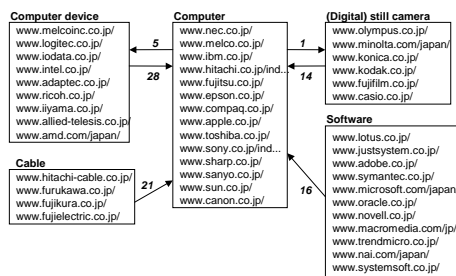 Computer device
www.melcoinc.co.jp/
www.logitec.co.jp/
www.iodata.co.jp/
www.intel.co.jp/
www.adaptec.co.jp/
www.ricoh.co.jp/
www.iiyama.co.jp/
www.allied-telesis.co.jp/
www.amd.com/japan/
Cable
www.hitachi-cable.co.jp/
www.furukawa.co.jp/
www.fujikura.co.jp/
www.fujielectric.co.jp/
5
28
21
Computer
www.nec.co.jp/
www.melco.co.jp/
www.ibm.co.jp/
www.hitachi.co.jp/ind...
www.fujitsu.co.jp/
www.epson.co.jp/
www.compaq.co.jp/
www.apple.co.jp/
www.toshiba.co.jp/
www.sony.co.jp/ind...
www.sharp.co.jp/
www.sanyo.co.jp/
www.sun.co.jp/
www.canon.co.jp/
1
14
16
(Digital) still camera
www.olympus.co.jp/
www.minolta.com/japan/
www.konica.co.jp/
www.kodak.co.jp/
www.fujifilm.co.jp/
www.casio.co.jp/
Software
www.lotus.co.jp/
www.justsystem.co.jp/
www.adobe.co.jp/
www.symantec.co.jp/
www.microsoft.com/japan
www.oracle.co.jp/
www.novell.co.jp/
www.macromedia.com/jp/
www.trendmicro.co.jp/
www.nai.com/japan/
www.systemsoft.co.jp/